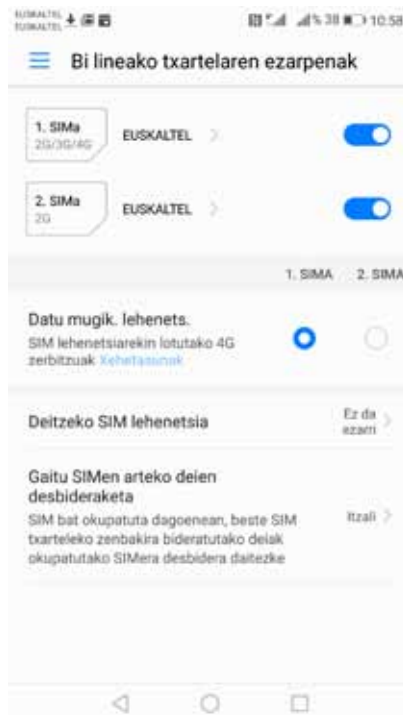 EUSKALTEL
EUSKALTEL
% 38 10:58
Bi lineako txartelaren ezarpenak
1. SIMa
2G/3G/4G
EUSKALTEL
2. SIMa
2G
EUSKALTEL
1. SIMA 2. SIMA
Datu mugik. lehenets.
SIM lehenetsiarekin lotutako 4G
zerbitzuak Xehetasunak
Deitzeko SIM lehenetsia
Ez da
ezarri
Gaitu SIMen arteko deien
desbideraketa
SIM bat okupatuta dagoenean, beste SIM
txarteleko zenbakira bideratutako deiak
okupatutako SIMera desbidera daitezke
Itzali